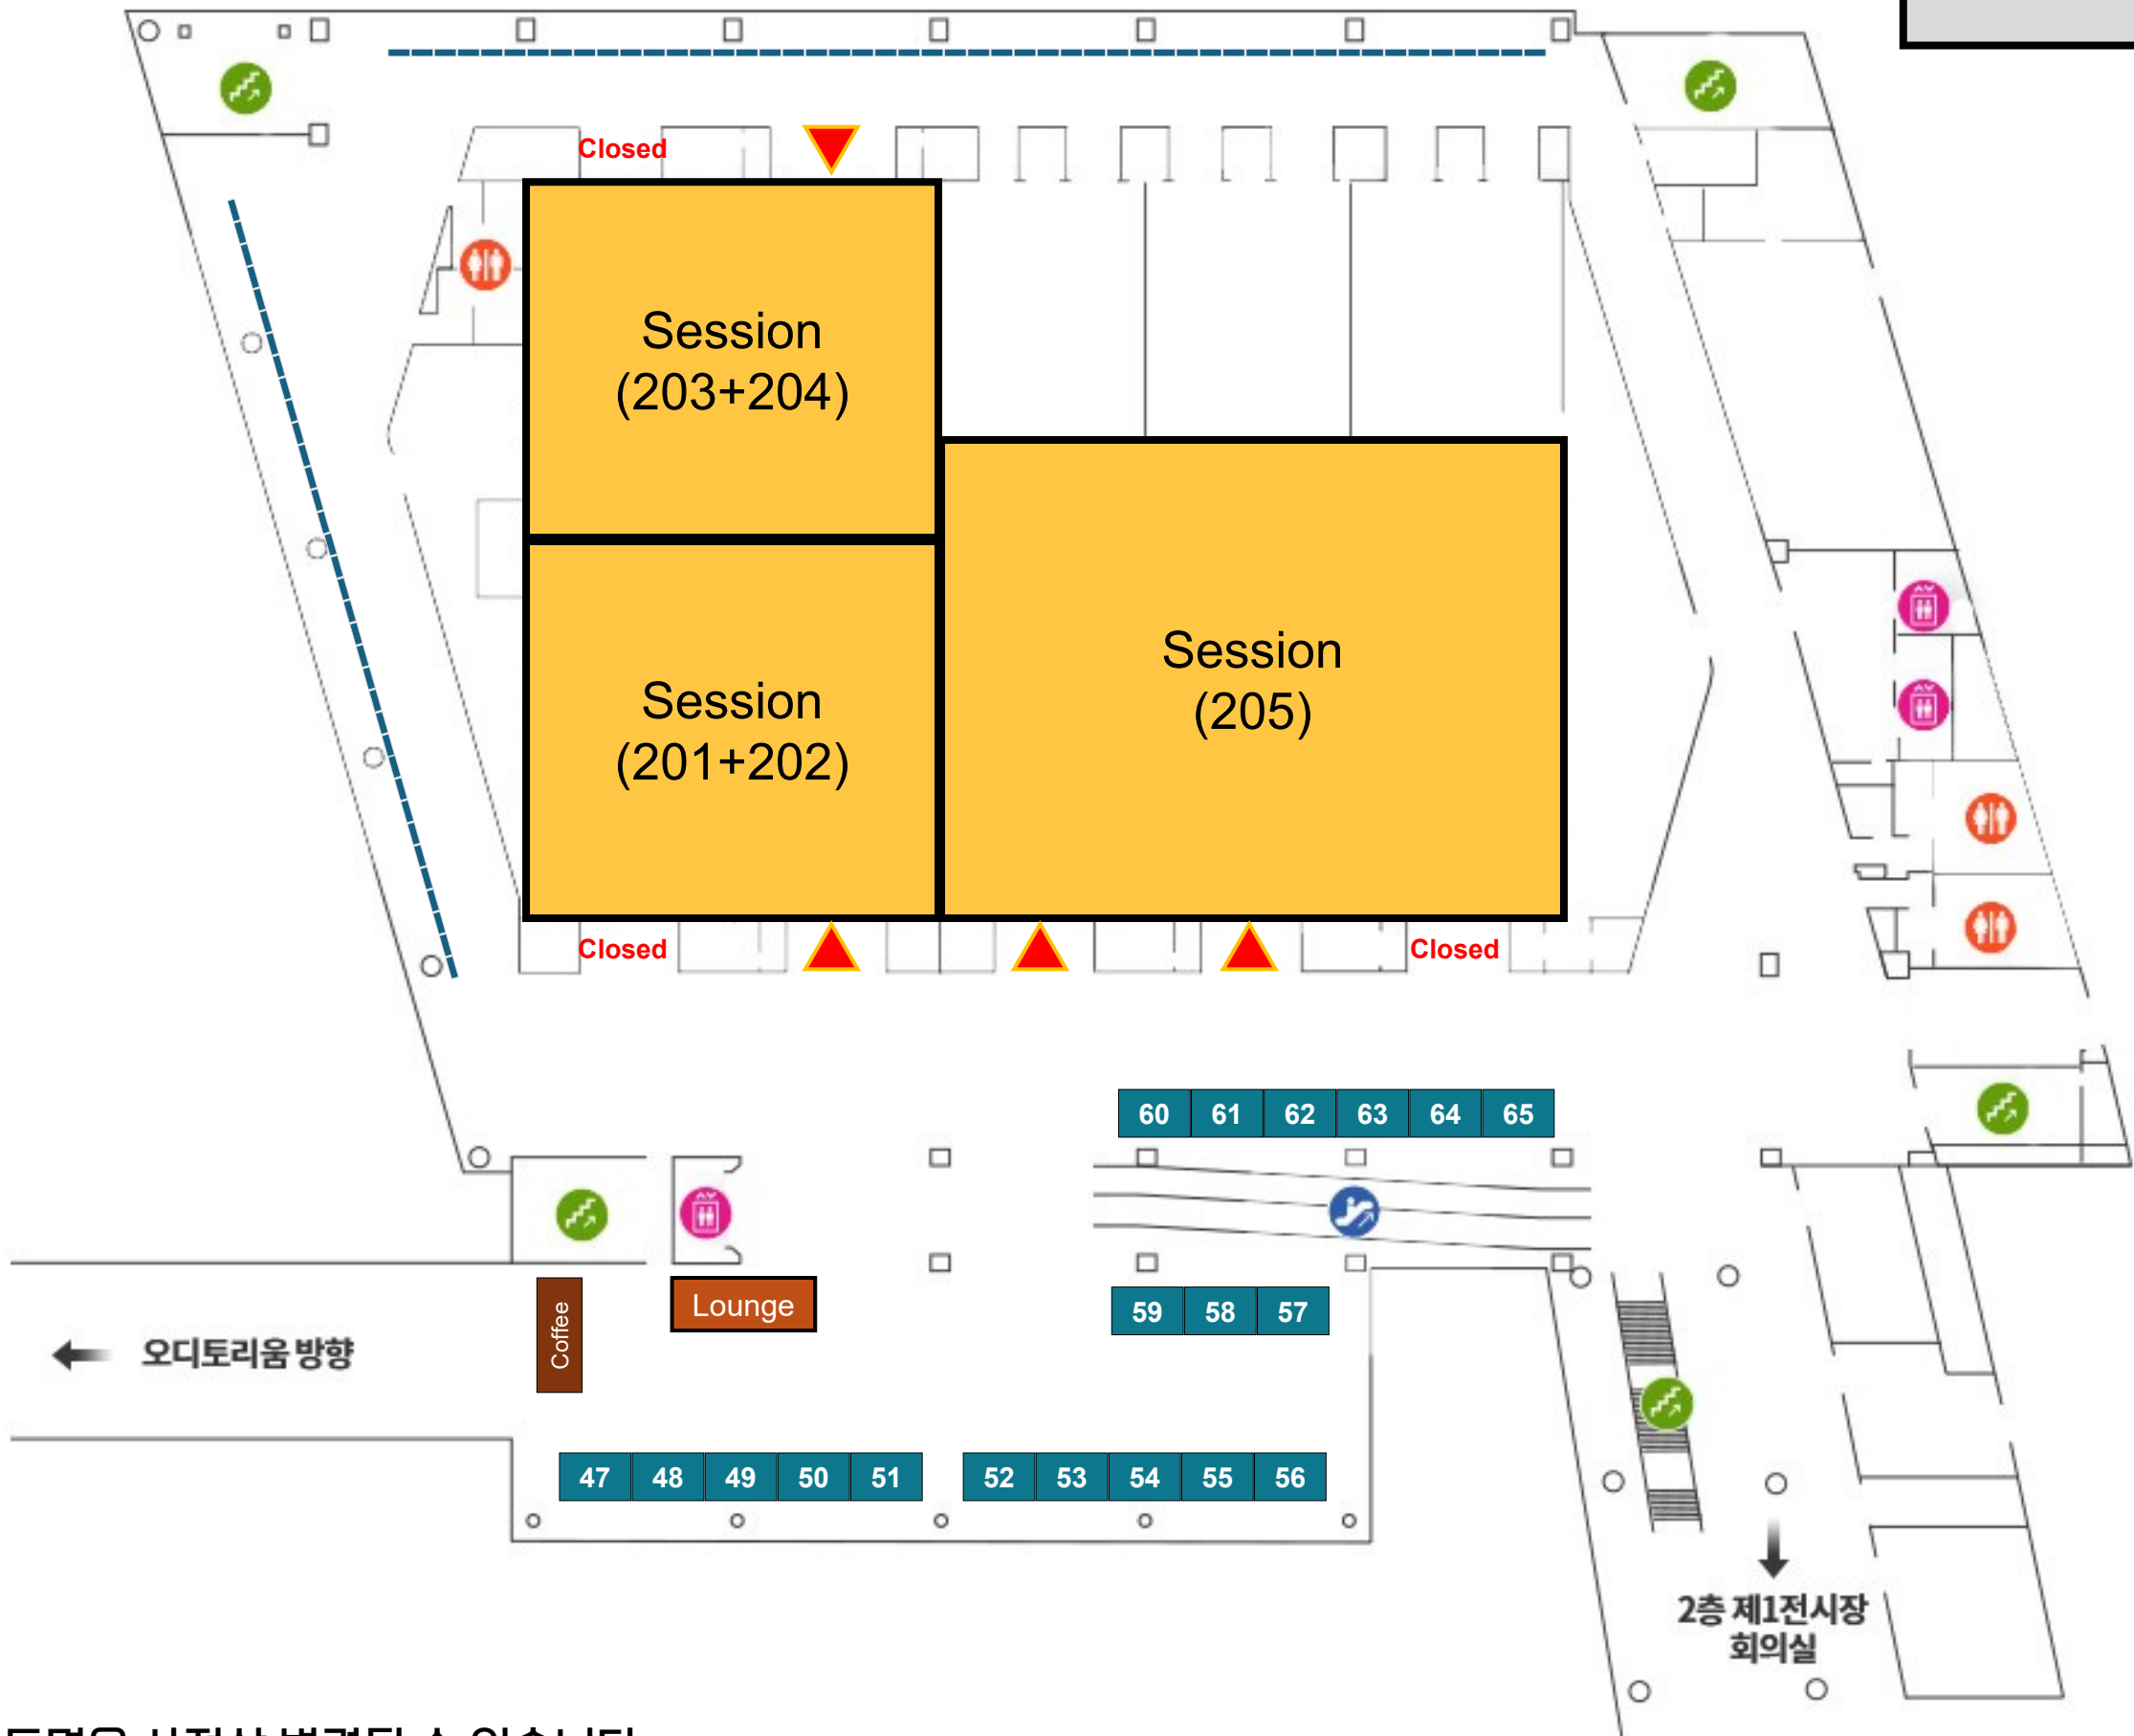 Closed
Session
(203+204)
Session
(205)
Session
(201+202)
Closed
Closed
60 61 62 63 64 65
Lounge
Coffee
59 58 57
오디토리움 방향
47 48 49 50 51 52 53 54 55 56
2층 제1전시장
회의실